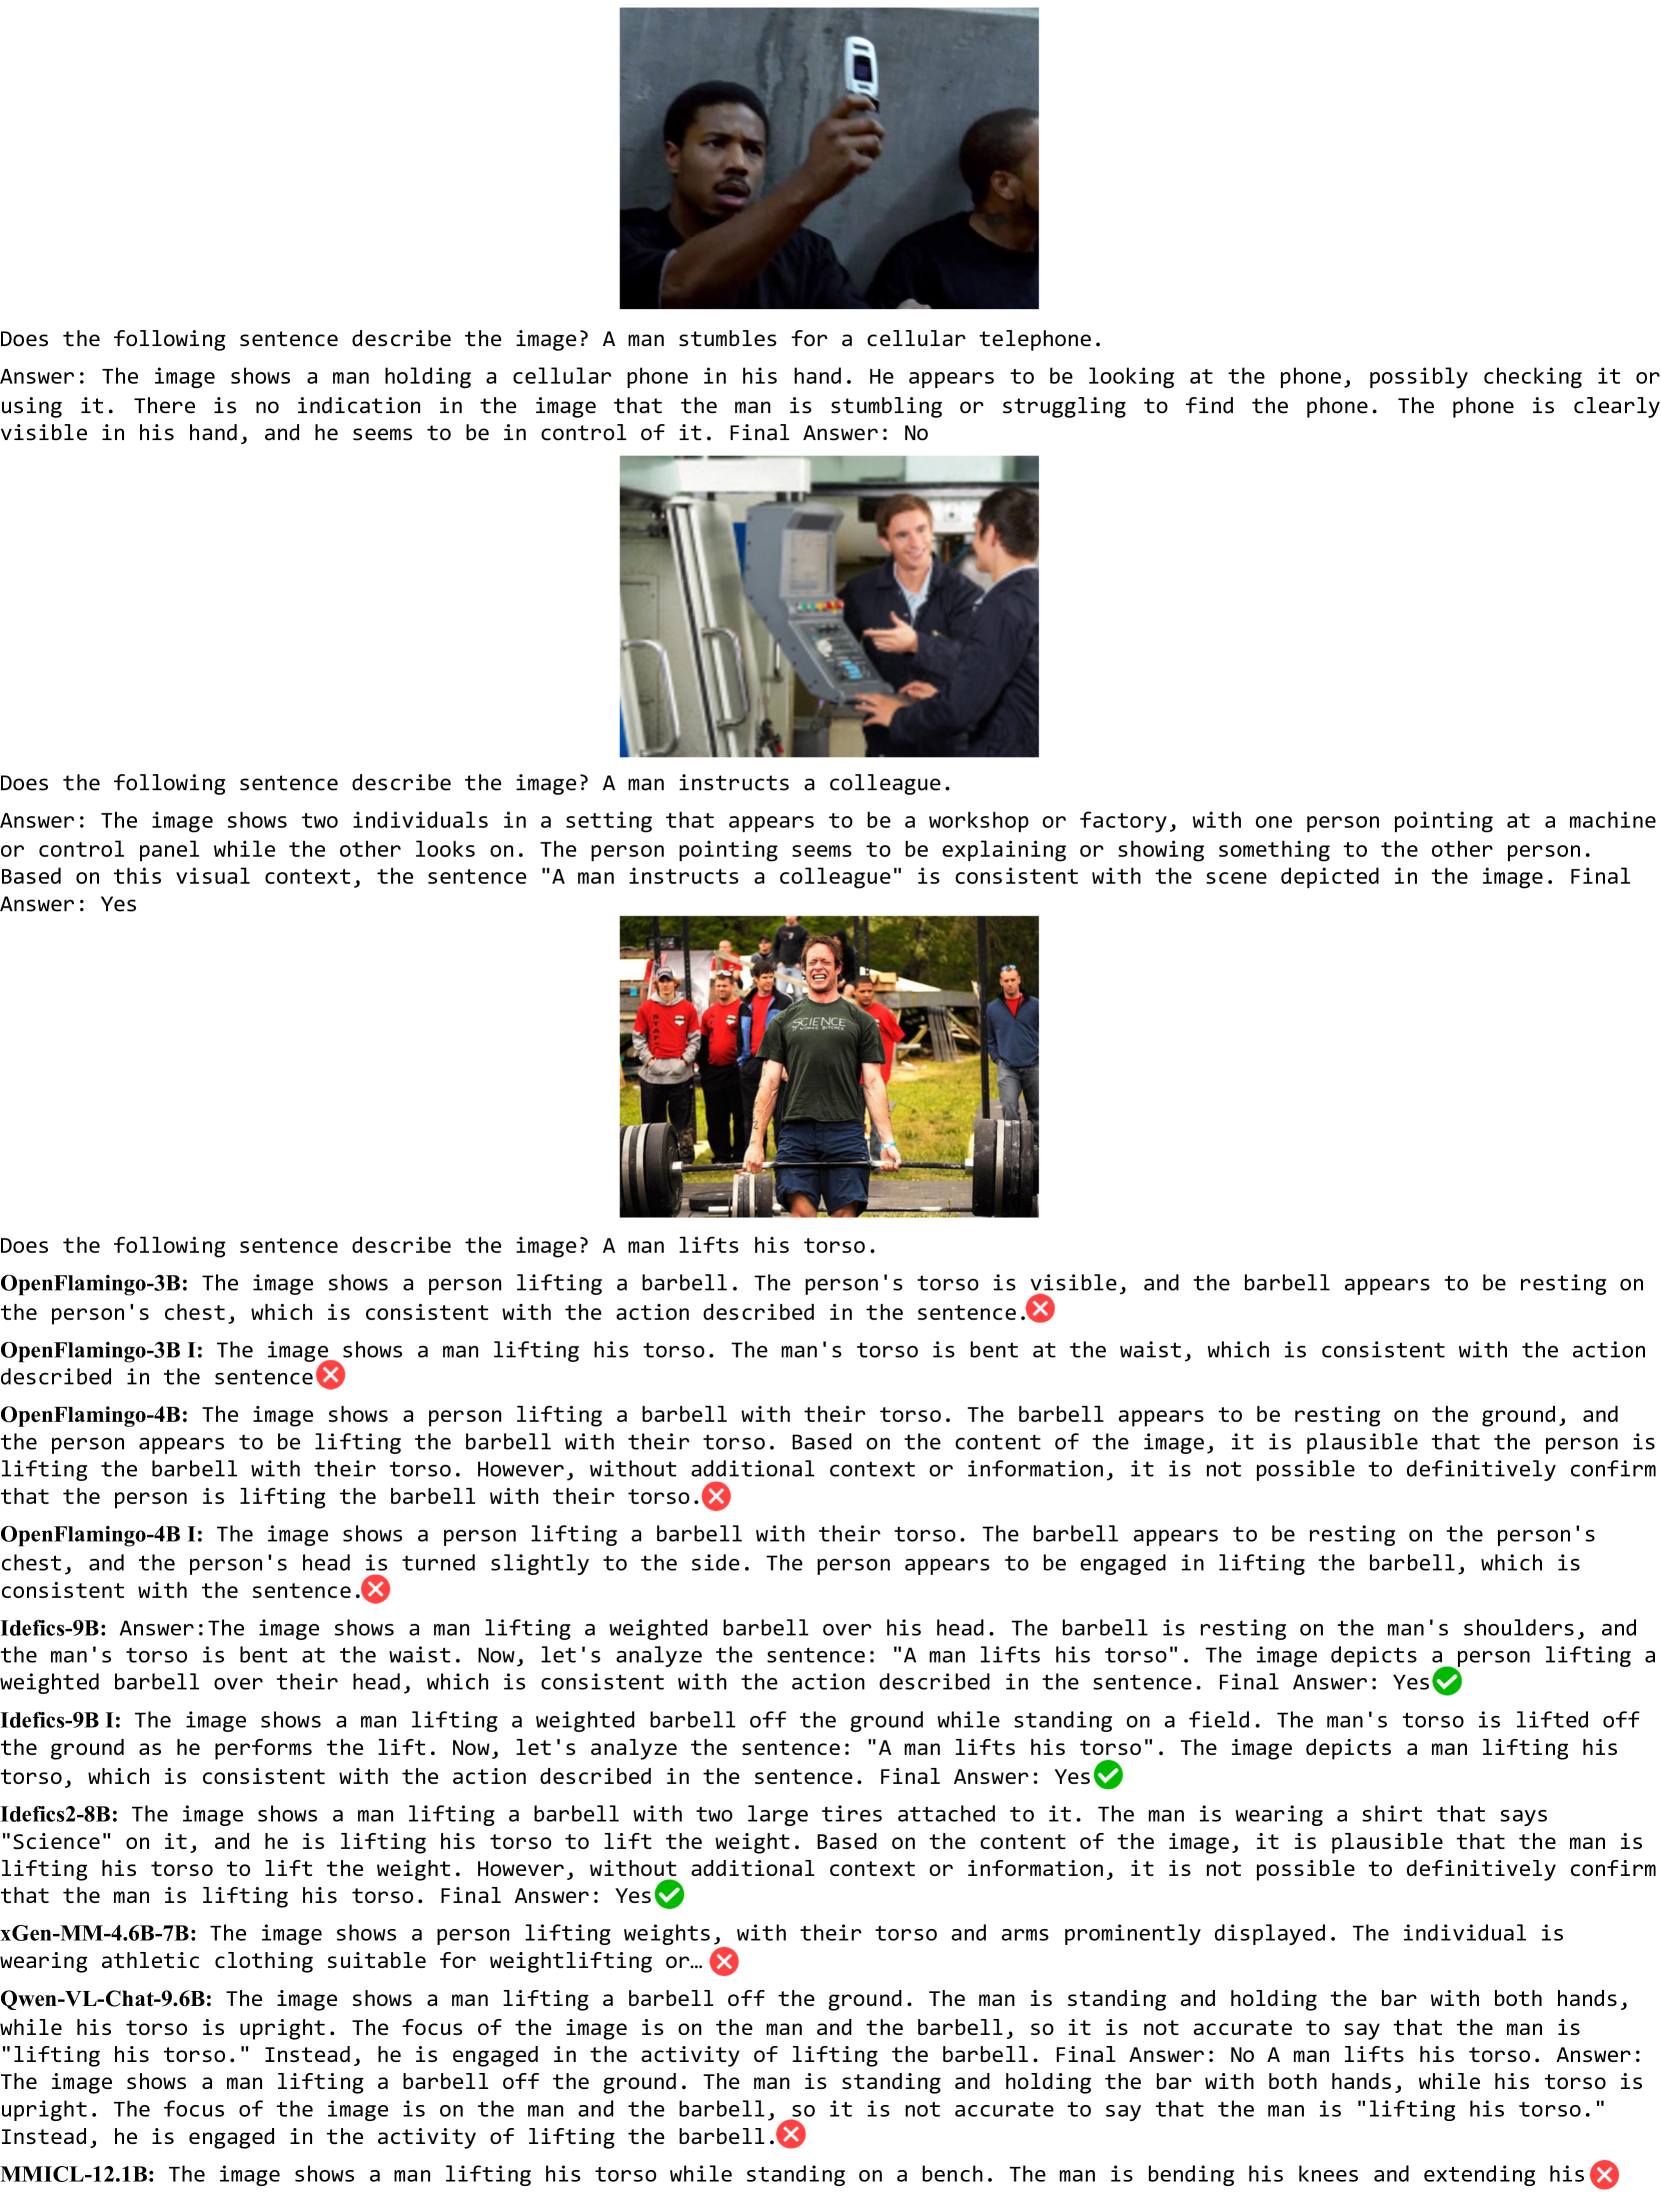 Does the following sentence describe the image? A man stumbles for a cellular telephone.
Answer: The image shows a man holding a cellular phone in his hand. He appears to be looking at the phone, possibly checking it or
using it. There is no indication in the image that the man is stumbling or struggling to find the phone. The phone is clearly
visible in his hand, and he seems to be in control of it. Final Answer: No
Does the following sentence describe the image? A man instructs a colleague.
Answer: The image shows two individuals in a setting that appears to be a workshop or factory, with one person pointing at a machine
or control panel while the other looks on. The person pointing seems to be explaining or showing something to the other person.
Based on this visual context, the sentence "A man instructs a colleague" is consistent with the scene depicted in the image. Final
Answer: Yes
SCIENCE
IT WORKS BITCHES
STAFF
Does the following sentence describe the image? A man lifts his torso.
OpenFlamingo-3B: The image shows a person lifting a barbell. The person's torso is visible, and the barbell appears to be resting on
the person's chest, which is consistent with the action described in the sentence.
OpenFlamingo-3B I: The image shows a man lifting his torso. The man's torso is bent at the waist, which is consistent with the action
described in the sentence
OpenFlamingo-4B: The image shows a person lifting a barbell with their torso. The barbell appears to be resting on the ground, and
the person appears to be lifting the barbell with their torso. Based on the content of the image, it is plausible that the person is
lifting the barbell with their torso. However, without additional context or information, it is not possible to definitively confirm
that the person is lifting the barbell with their torso.
OpenFlamingo-4B I: The image shows a person lifting a barbell with their torso. The barbell appears to be resting on the person's
chest, and the person's head is turned slightly to the side. The person appears to be engaged in lifting the barbell, which is
consistent with the sentence.
Idefics-9B: Answer:The image shows a man lifting a weighted barbell over his head. The barbell is resting on the man's shoulders, and
the man's torso is bent at the waist. Now, let's analyze the sentence: "A man lifts his torso". The image depicts a person lifting a
weighted barbell over their head, which is consistent with the action described in the sentence. Final Answer: Yes
Idefics-9B I: The image shows a man lifting a weighted barbell off the ground while standing on a field. The man's torso is lifted off
the ground as he performs the lift. Now, let's analyze the sentence: "A man lifts his torso". The image depicts a man lifting his
torso, which is consistent with the action described in the sentence. Final Answer: Yes
Idefics2-8B: The image shows a man lifting a barbell with two large tires attached to it. The man is wearing a shirt that says
"Science" on it, and he is lifting his torso to lift the weight. Based on the content of the image, it is plausible that the man is
lifting his torso to lift the weight. However, without additional context or information, it is not possible to definitively confirm
that the man is lifting his torso. Final Answer: Yes
xGen-MM-4.6B-7B: The image shows a person lifting weights, with their torso and arms prominently displayed. The individual is
wearing athletic clothing suitable for weightlifting or…
Qwen-VL-Chat-9.6B: The image shows a man lifting a barbell off the ground. The man is standing and holding the bar with both hands,
while his torso is upright. The focus of the image is on the man and the barbell, so it is not accurate to say that the man is
"lifting his torso." Instead, he is engaged in the activity of lifting the barbell. Final Answer: No A man lifts his torso. Answer:
The image shows a man lifting a barbell off the ground. The man is standing and holding the bar with both hands, while his torso is
upright. The focus of the image is on the man and the barbell, so it is not accurate to say that the man is "lifting his torso."
Instead, he is engaged in the activity of lifting the barbell.
MMICL-12.1B: The image shows a man lifting his torso while standing on a bench. The man is bending his knees and extending his